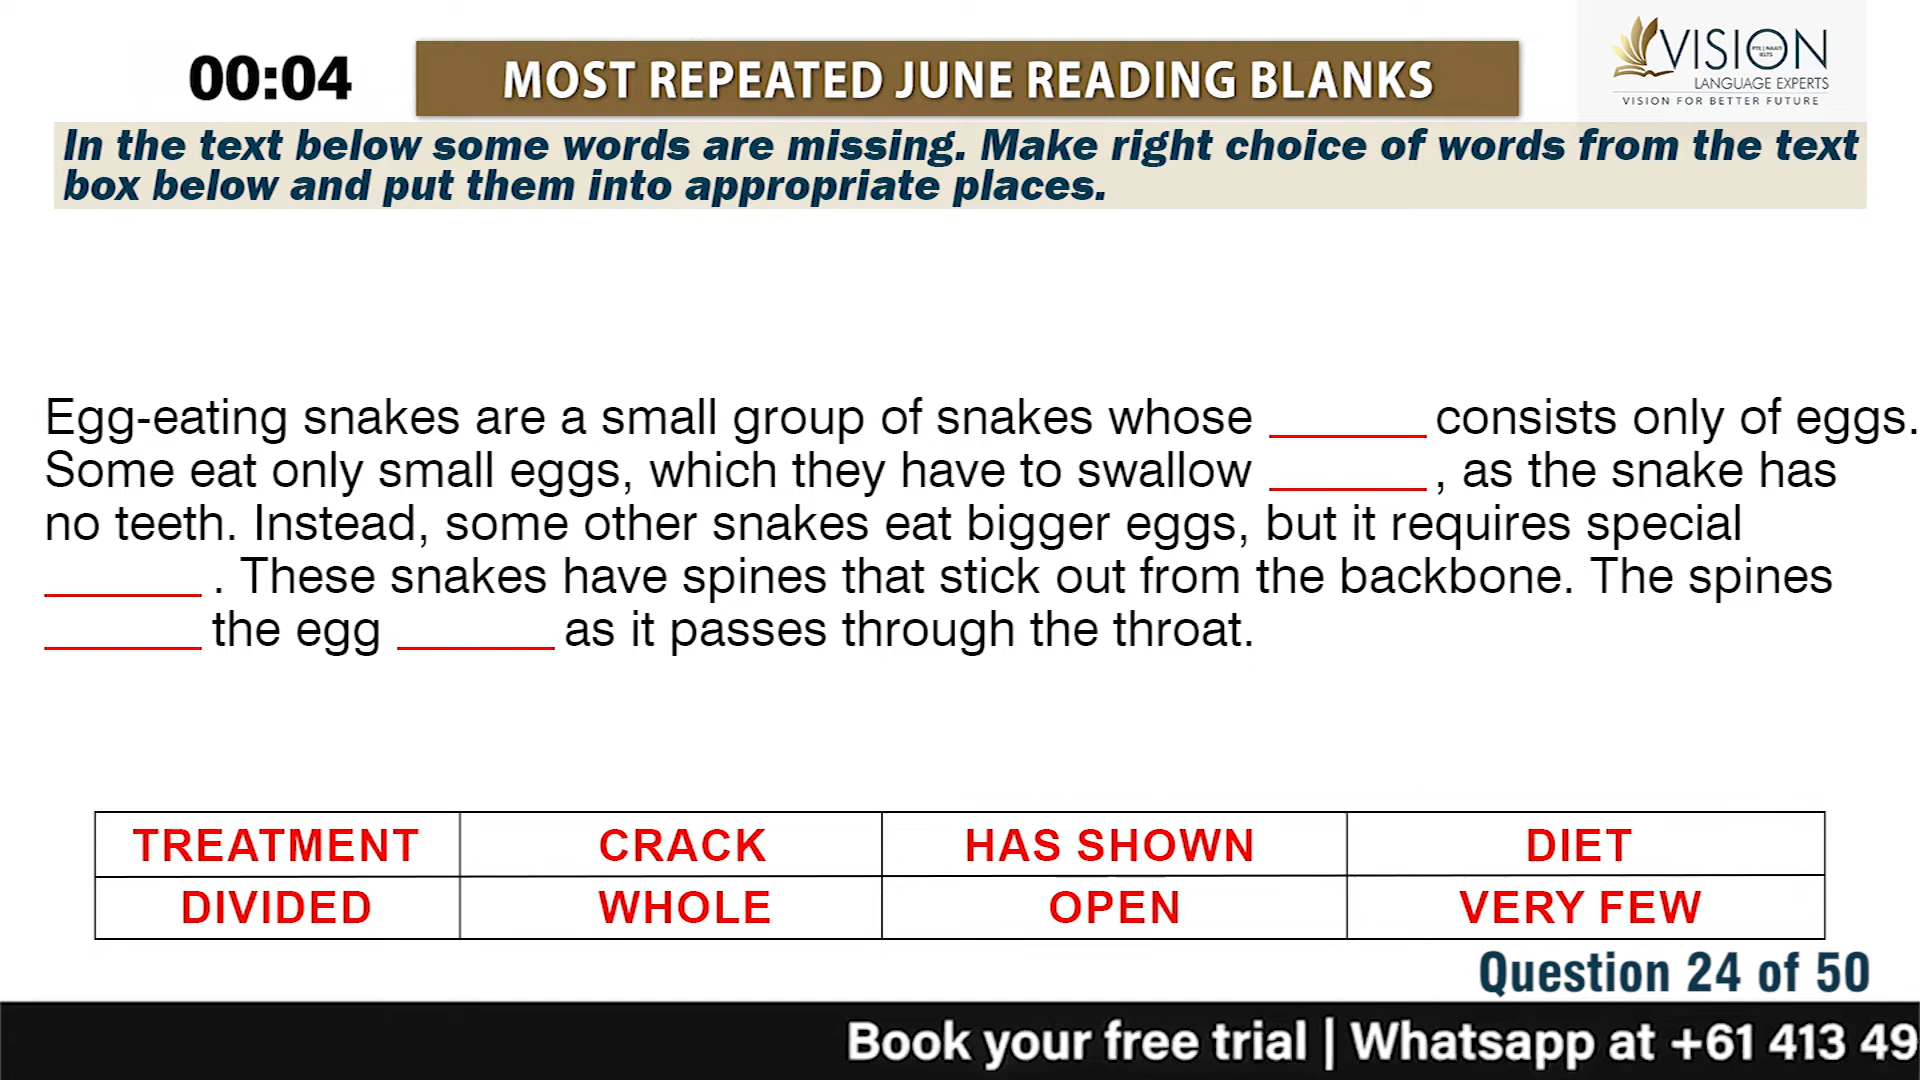 00:04
MOST REPEATED JUNE READING BLANKS
VISION
PTE | NAATI
IELTS
LANGUAGE EXPERTS
VISION FOR BETTER FUTURE
In the text below some words are missing. Make right choice of words from the text
box below and put them into appropriate places.
Egg-eating snakes are a small group of snakes whose ______ consists only of eggs.
Some eat only small eggs, which they have to swallow ______ , as the snake has
no teeth. Instead, some other snakes eat bigger eggs, but it requires special
______ . These snakes have spines that stick out from the backbone. The spines
______ the egg ______ as it passes through the throat.
TREATMENT CRACK HAS SHOWN DIET
DIVIDED WHOLE OPEN VERY FEW
Question 24 of 50
Book your free trial | Whatsapp at +61 413 49